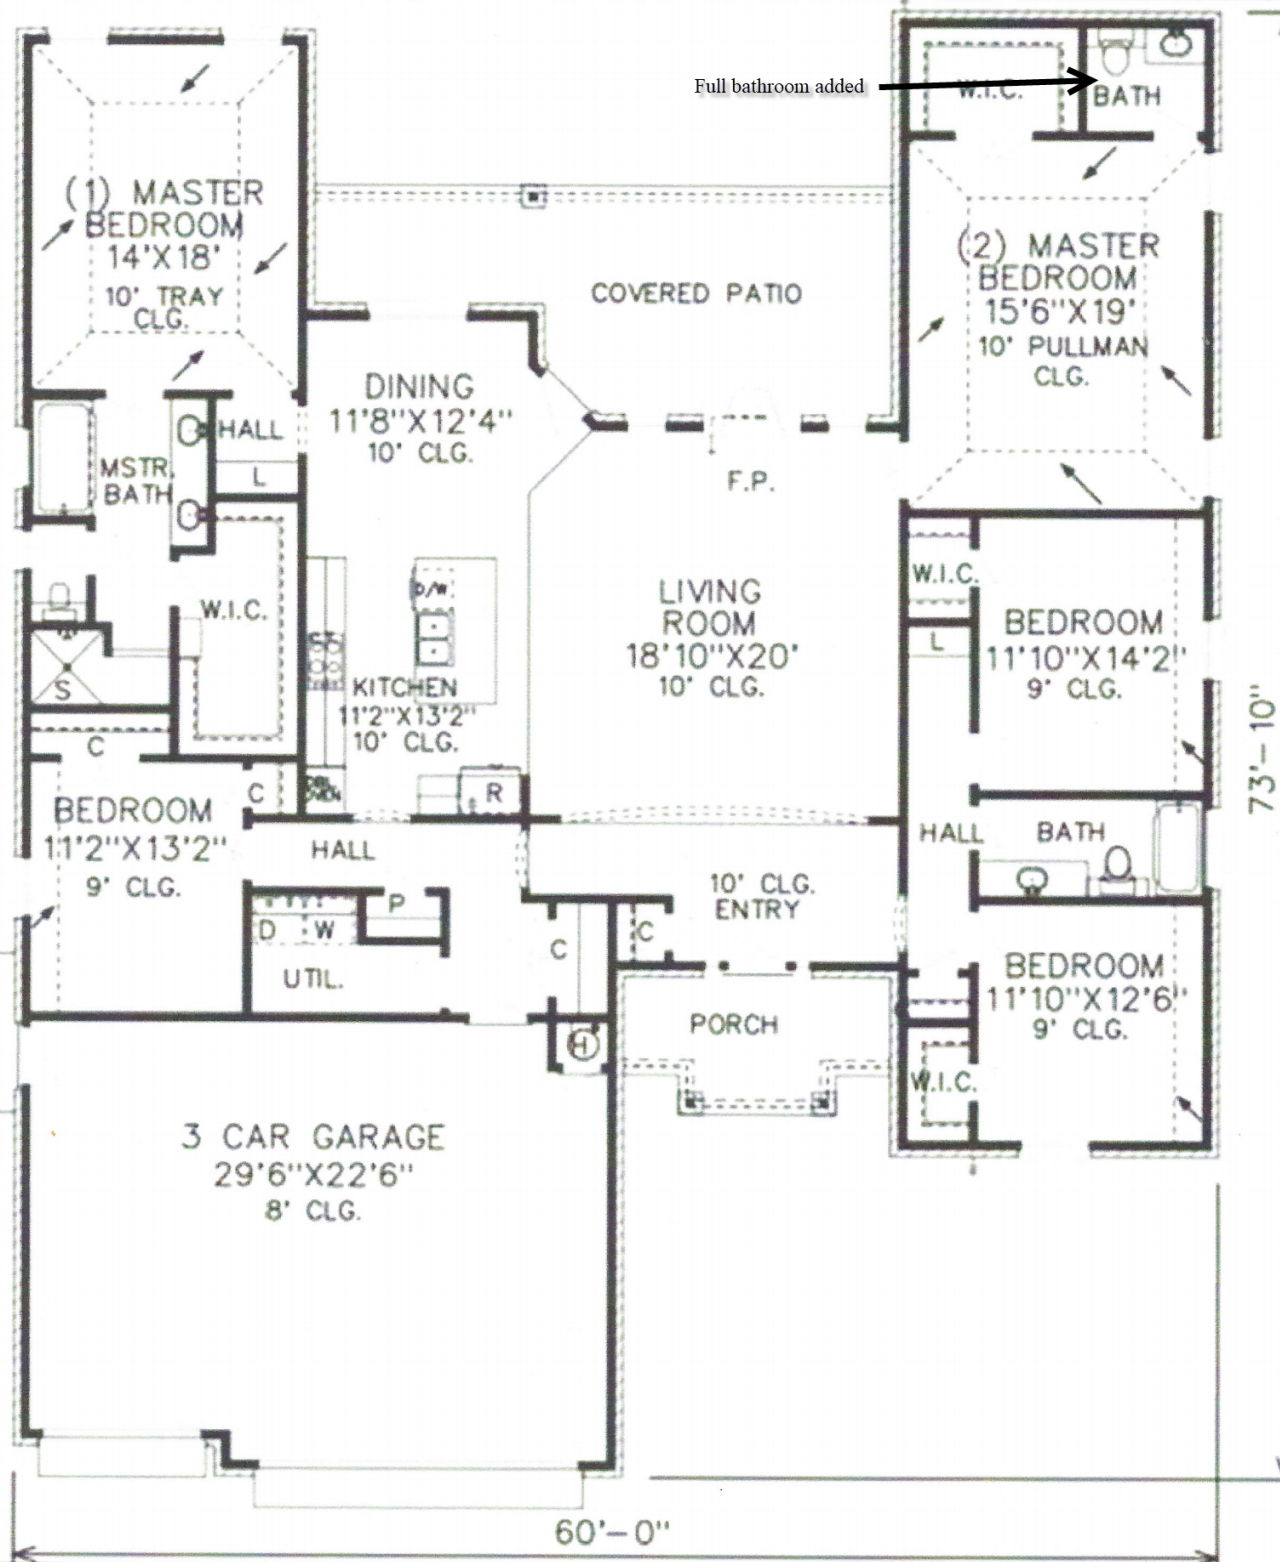 Full bathroom added
W.I.C.
BATH
(1) MASTER
BEDROOM
14'X18'
10' TRAY
CLG.
(2) MASTER
BEDROOM
15'6"X19'
10' PULLMAN
CLG.
COVERED PATIO
DINING
11'8"X12'4"
10' CLG.
HALL
L
MSTR.
BATH
F.P.
W.I.C.
S
C
D/W
KITCHEN
11'2"X13'2"
10' CLG.
LIVING
ROOM
18'10"X20'
10' CLG.
W.I.C.
L
BEDROOM
11'10"X14'2"
9' CLG.
73'-10"
C
R
BEDROOM
11'2"X13'2"
9' CLG.
HALL
HALL
BATH
10' CLG.
ENTRY
P
D
W
UTIL.
C
C
PORCH
BEDROOM
11'10"X12'6"
9' CLG.
H
W.I.C.
3 CAR GARAGE
29'6"X22'6"
8' CLG.
60'-0"